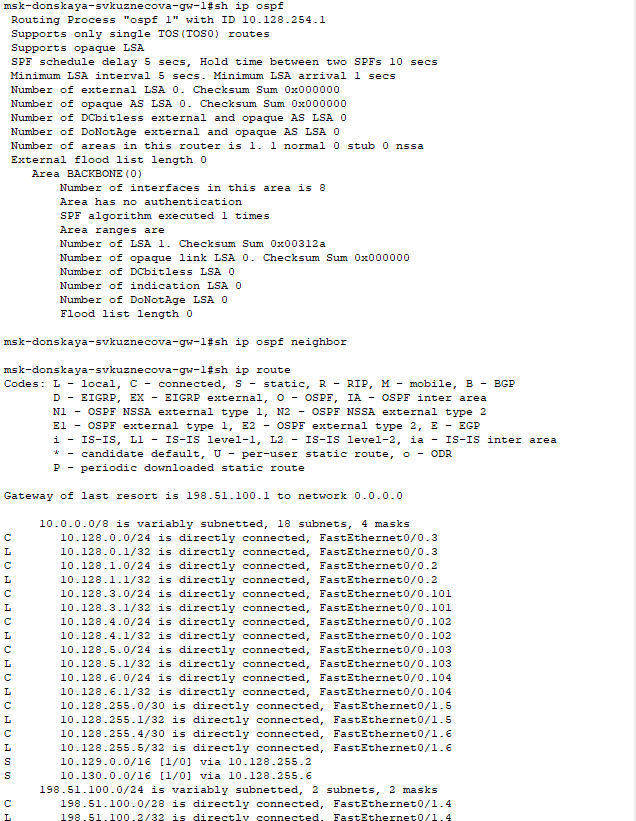 msk-donskaya-svkuznecova-gw-1#sh ip ospf
Routing Process "ospf 1" with ID 10.128.254.1
Supports only single TOS(TOS0) routes
Supports opaque LSA
SPF schedule delay 5 secs, Hold time between two SPFs 10 secs
Minimum LSA interval 5 secs. Minimum LSA arrival 1 secs
Number of external LSA 0. Checksum Sum 0x000000
Number of opaque AS LSA 0. Checksum Sum 0x000000
Number of DCbitless external and opaque AS LSA 0
Number of DoNotAge external and opaque AS LSA 0
Number of areas in this router is 1. 1 normal 0 stub 0 nssa
External flood list length 0
Area BACKBONE(0)
Number of interfaces in this area is 8
Area has no authentication
SPF algorithm executed 1 times
Area ranges are
Number of LSA 1. Checksum Sum 0x00312a
Number of opaque link LSA 0. Checksum Sum 0x000000
Number of DCbitless LSA 0
Number of indication LSA 0
Number of DoNotAge LSA 0
Flood list length 0
msk-donskaya-svkuznecova-gw-1#sh ip ospf neighbor
msk-donskaya-svkuznecova-gw-1#sh ip route
Codes: L - local, C - connected, S - static, R - RIP, M - mobile, B - BGP
D - EIGRP, EX - EIGRP external, O - OSPF, IA - OSPF inter area
N1 - OSPF NSSA external type 1, N2 - OSPF NSSA external type 2
E1 - OSPF external type 1, E2 - OSPF external type 2, E - EGP
i - IS-IS, L1 - IS-IS level-1, L2 - IS-IS level-2, ia - IS-IS inter area
* - candidate default, U - per-user static route, o - ODR
P - periodic downloaded static route
Gateway of last resort is 198.51.100.1 to network 0.0.0.0
10.0.0.0/8 is variably subnetted, 18 subnets, 4 masks
C 10.128.0.0/24 is directly connected, FastEthernet0/0.3
L 10.128.0.1/32 is directly connected, FastEthernet0/0.3
C 10.128.1.0/24 is directly connected, FastEthernet0/0.2
L 10.128.1.1/32 is directly connected, FastEthernet0/0.2
C 10.128.3.0/24 is directly connected, FastEthernet0/0.101
L 10.128.3.1/32 is directly connected, FastEthernet0/0.101
C 10.128.4.0/24 is directly connected, FastEthernet0/0.102
L 10.128.4.1/32 is directly connected, FastEthernet0/0.102
C 10.128.5.0/24 is directly connected, FastEthernet0/0.103
L 10.128.5.1/32 is directly connected, FastEthernet0/0.103
C 10.128.6.0/24 is directly connected, FastEthernet0/0.104
L 10.128.6.1/32 is directly connected, FastEthernet0/0.104
C 10.128.255.0/30 is directly connected, FastEthernet0/1.5
L 10.128.255.1/32 is directly connected, FastEthernet0/1.5
C 10.128.255.4/30 is directly connected, FastEthernet0/1.6
L 10.128.255.5/32 is directly connected, FastEthernet0/1.6
S 10.129.0.0/16 [1/0] via 10.128.255.2
S 10.130.0.0/16 [1/0] via 10.128.255.6
198.51.100.0/24 is variably subnetted, 2 subnets, 2 masks
C 198.51.100.0/28 is directly connected, FastEthernet0/1.4
L 198.51.100.2/32 is directly connected, FastEthernet0/1.4